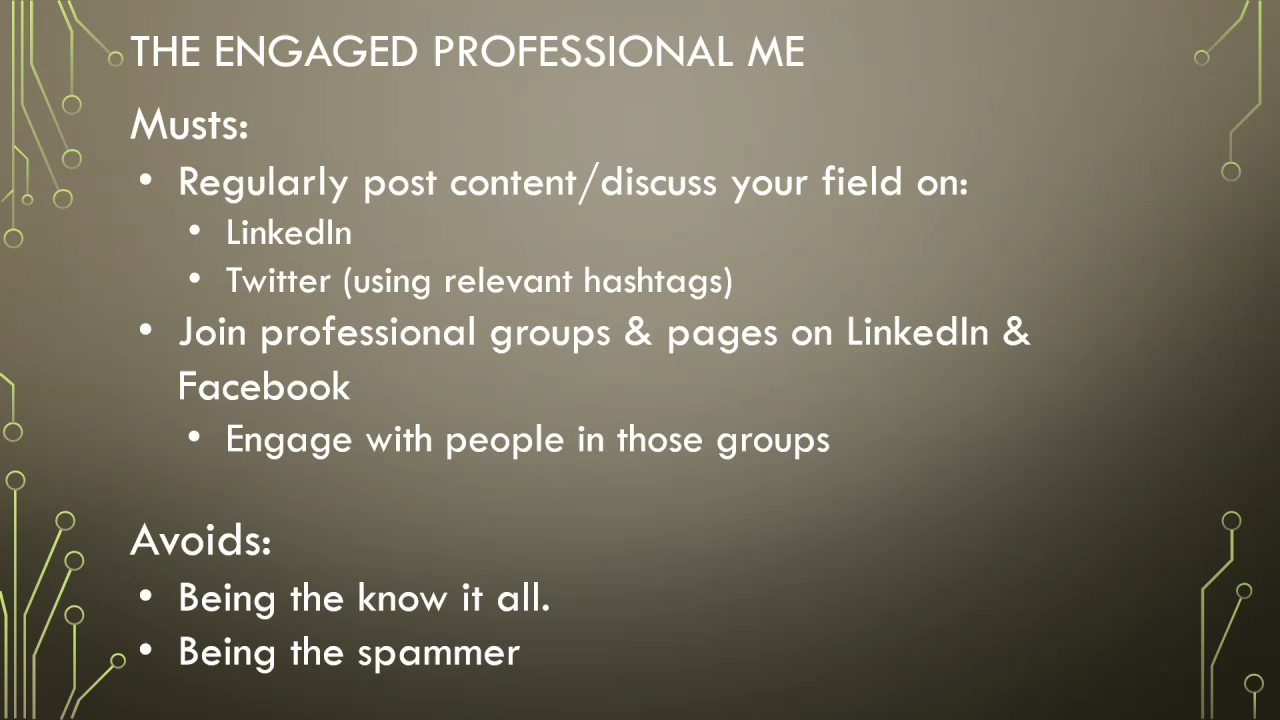 THE ENGAGED PROFESSIONAL ME
Musts:
• Regularly post content/discuss your field on:
• LinkedIn
• Twitter (using relevant hashtags)
• Join professional groups & pages on LinkedIn &
Facebook
• Engage with people in those groups
Avoids:
• Being the know it all.
• Being the spammer